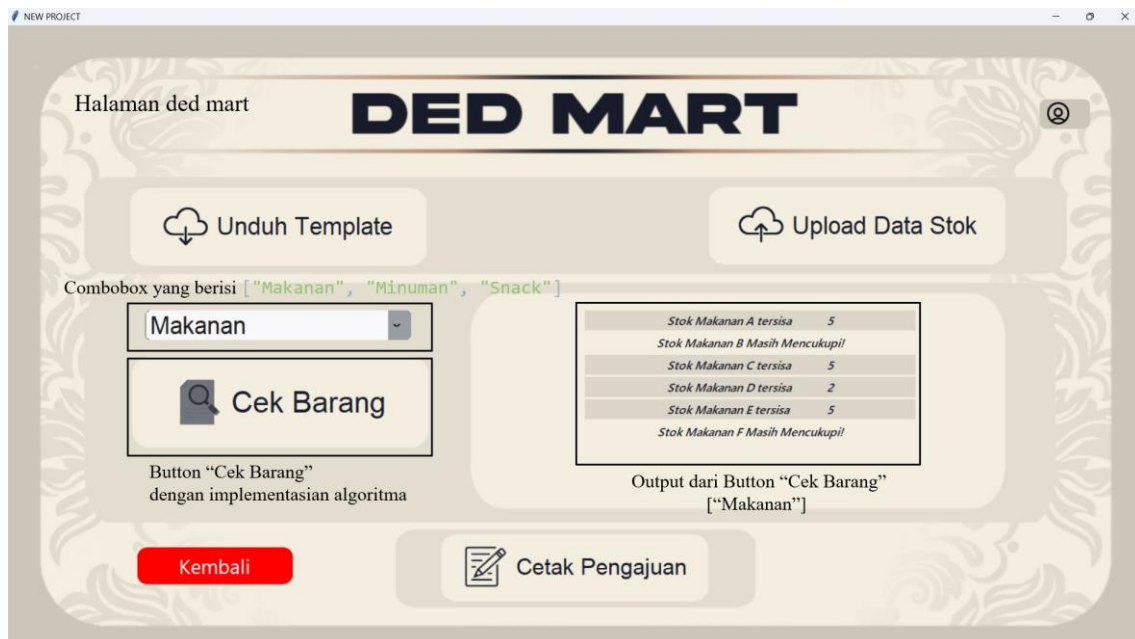 NEW PROJECT
Halaman ded mart
DED MART
Unduh Template
Upload Data Stok
Combobox yang berisi ["Makanan", "Minuman", "Snack"]
Makanan
Cek Barang
Button “Cek Barang”
dengan implementasian algoritma
Stok Makanan A tersisa 5
Stok Makanan B Masih Mencukupi!
Stok Makanan C tersisa 5
Stok Makanan D tersisa 2
Stok Makanan E tersisa 5
Stok Makanan F Masih Mencukupi!
Output dari Button “Cek Barang”
[“Makanan”]
Kembali
Cetak Pengajuan